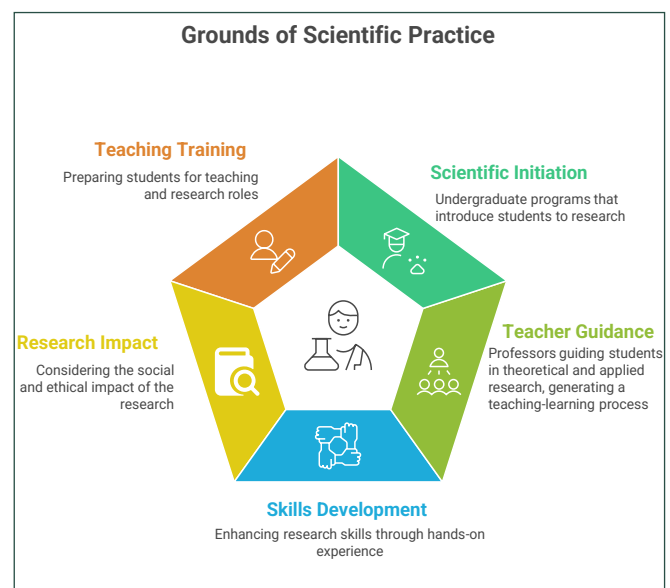 Grounds of Scientific Practice
Teaching Training
Preparing students for teaching
and research roles
Scientific Initiation
Undergraduate programs that
introduce students to research
Research Impact
Considering the social
and ethical impact of the
research
Teacher Guidance
Professors guiding students
in theoretical and applied
research, generating a
teaching-learning process
Skills Development
Enhancing research skills through hands-on
experience